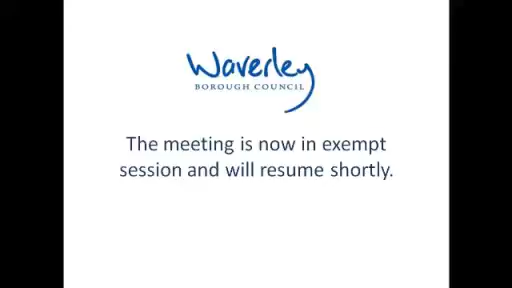 Waverley
BOROUGH COUNCIL
The meeting is now in exempt
session and will resume shortly.